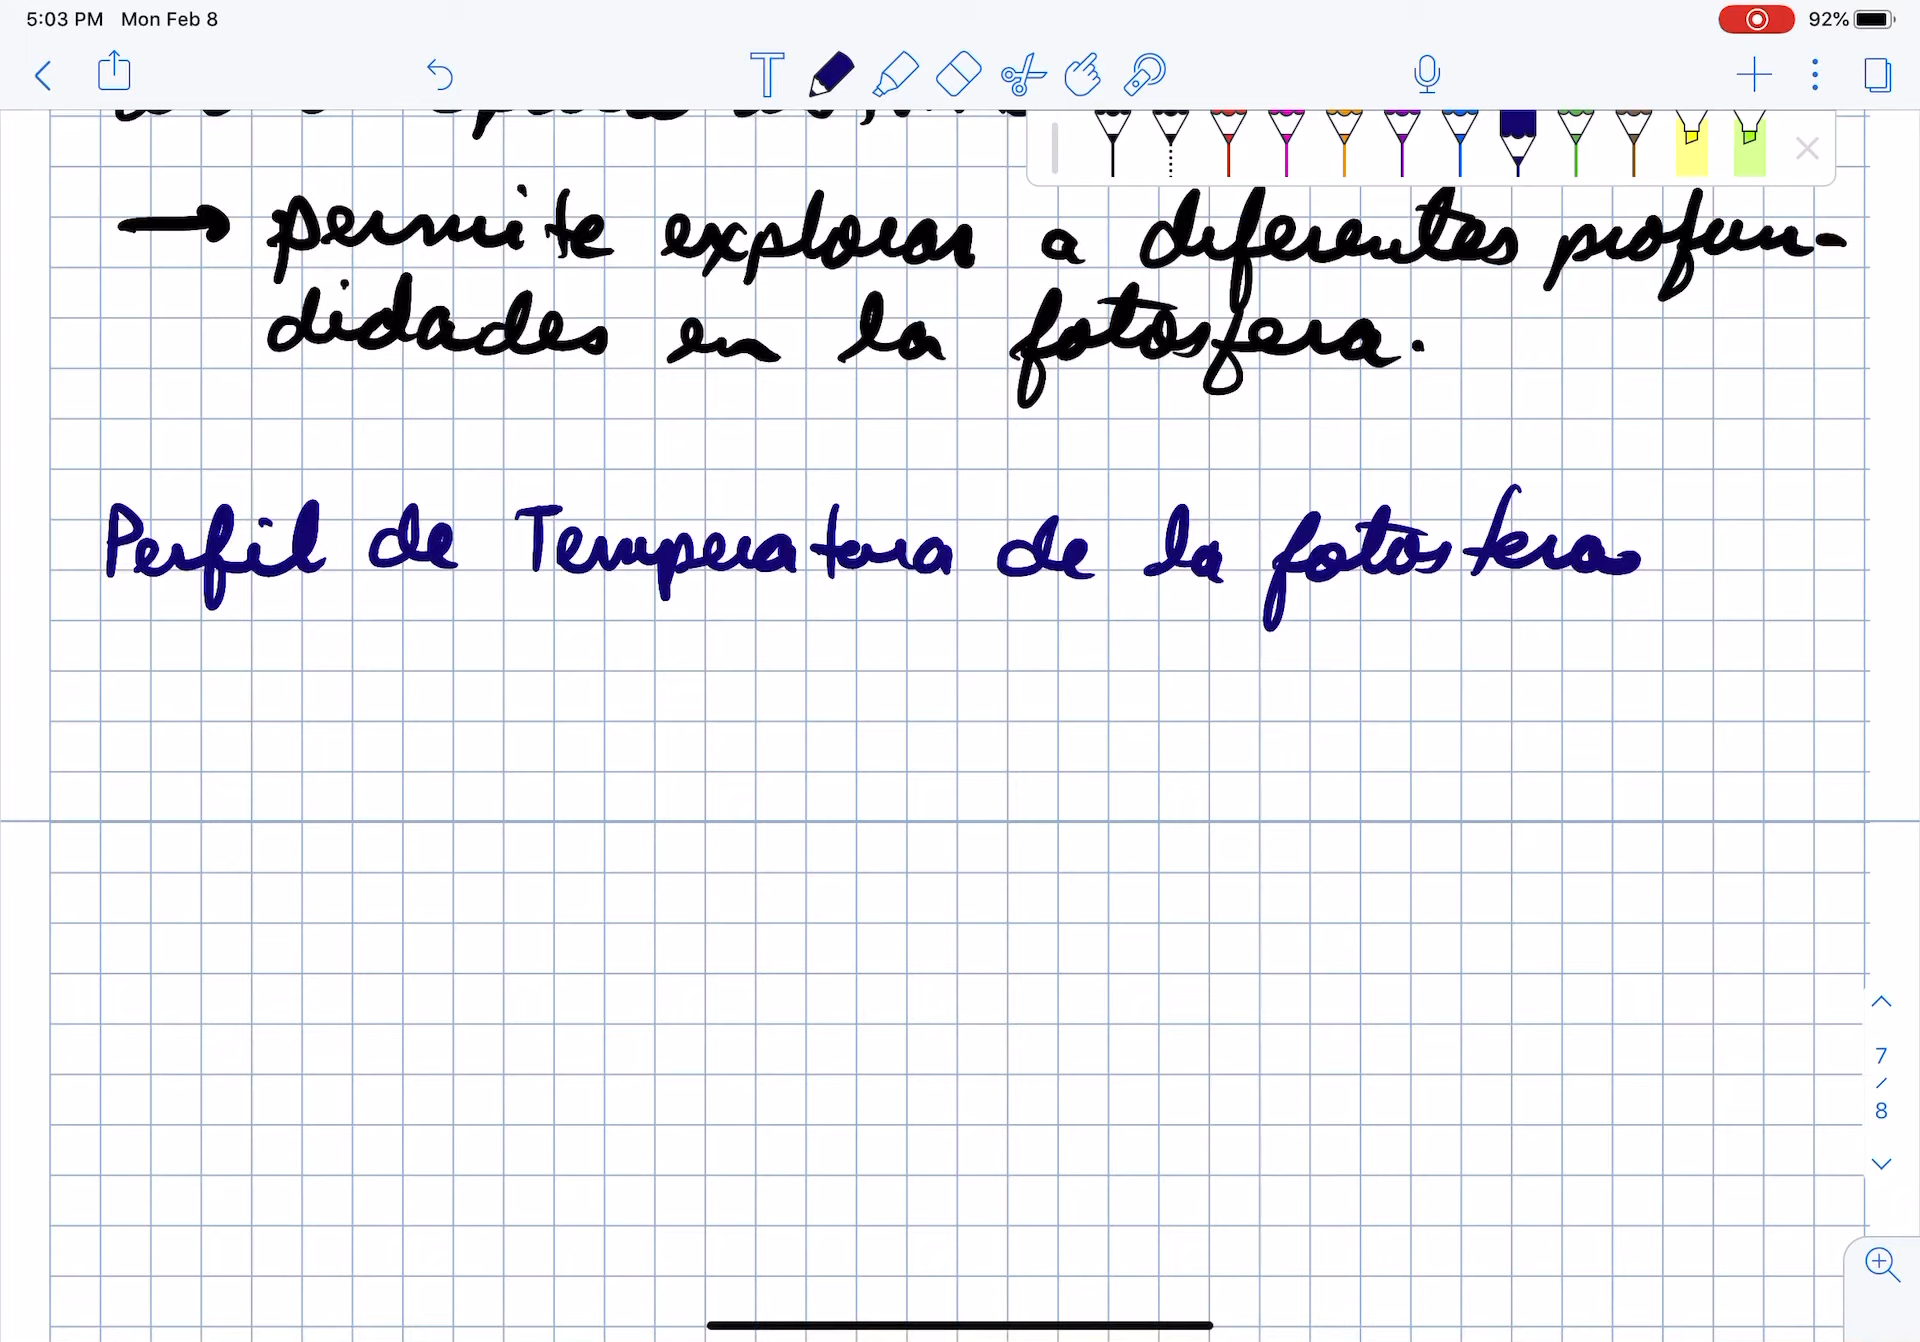 5:03 PM Mon Feb 8
92%
T
→ permite explorar a diferentes profun-
didades en la fotosfera.
Perfil de Temperatura de la fotosfera
7
/
8